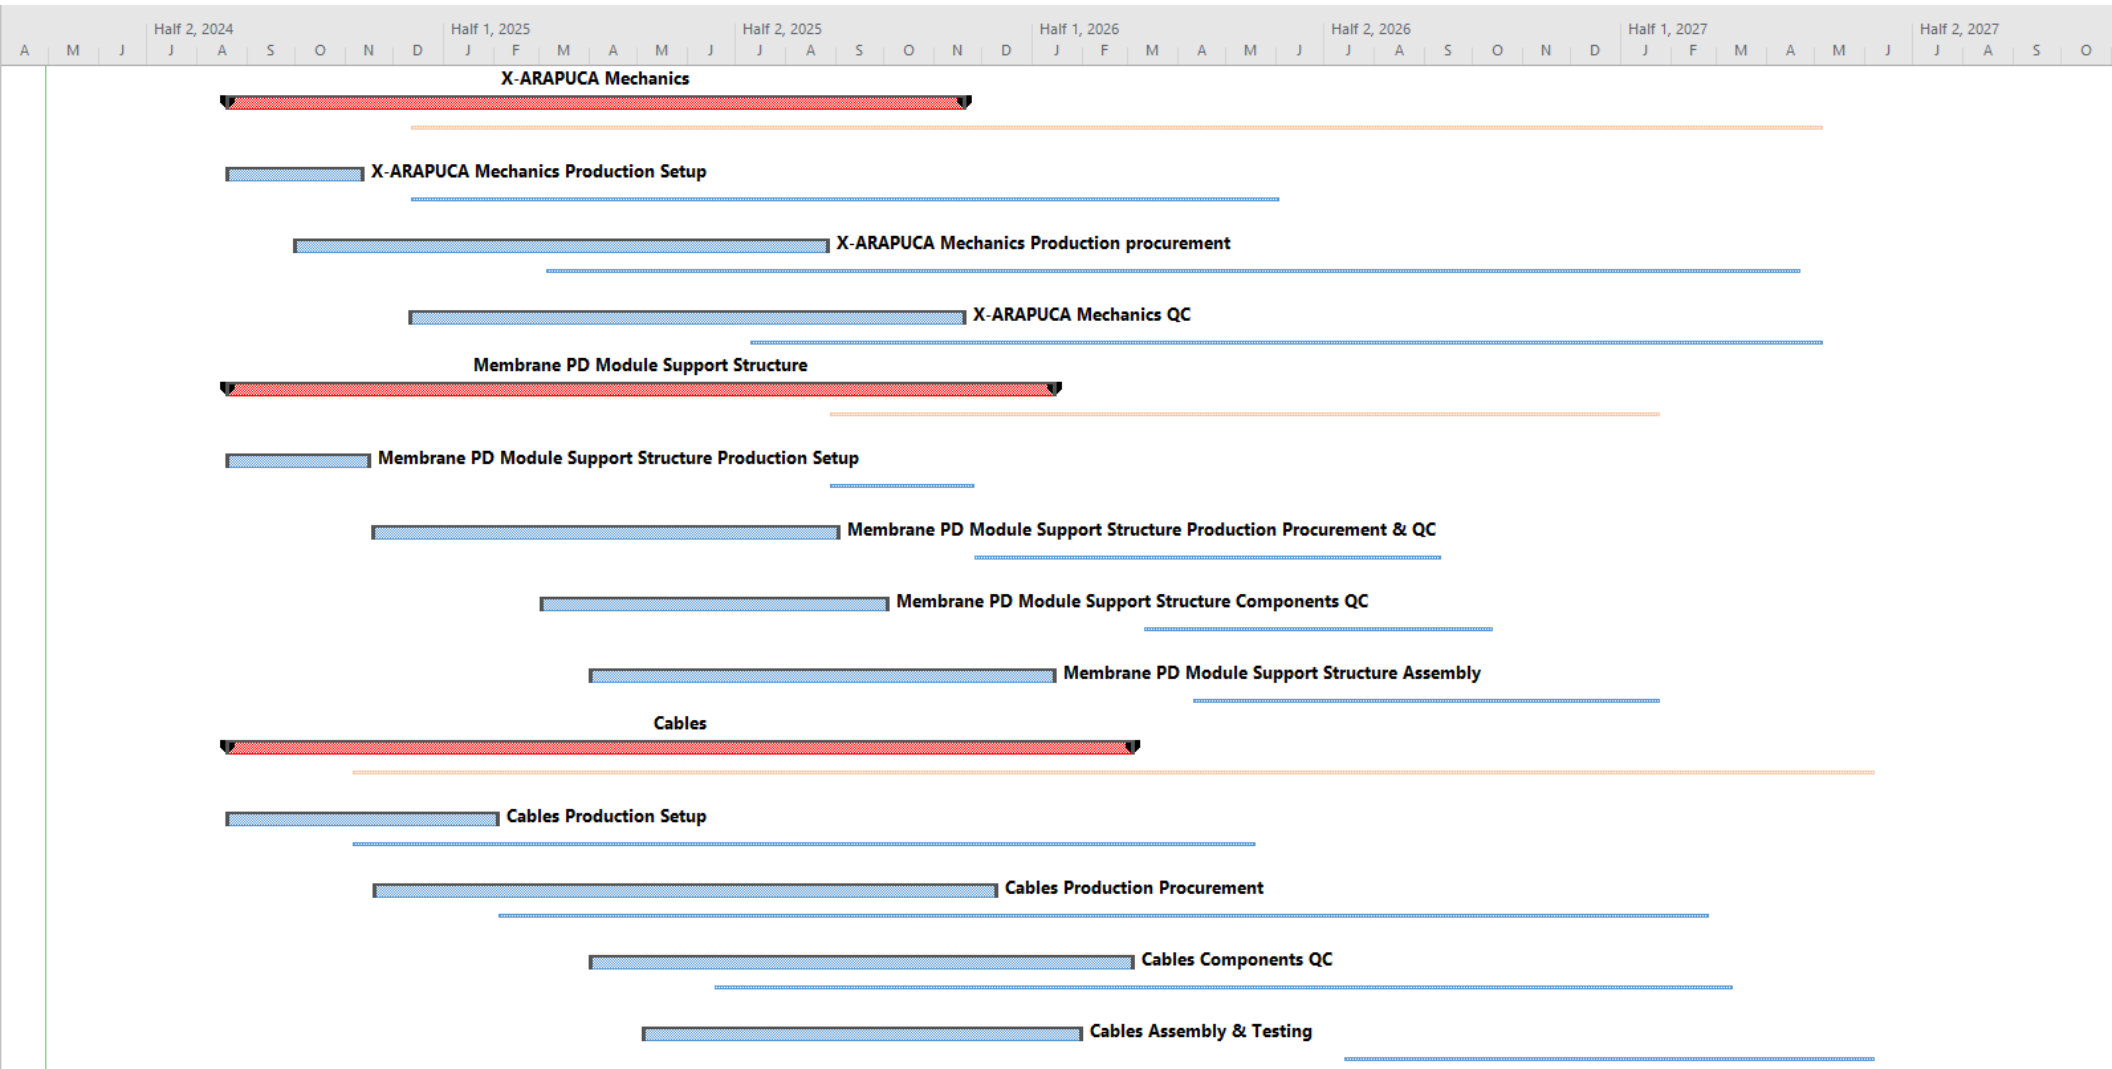 Half 2, 2024 Half 1, 2025 Half 2, 2025 Half 1, 2026 Half 2, 2026 Half 1, 2027 Half 2, 2027
A M J J A S O N D J F M A M J J A S O N D J F M A M J J A S O N D J F M A M J J A S O
X-ARAPUCA Mechanics
X-ARAPUCA Mechanics Production Setup
X-ARAPUCA Mechanics Production procurement
X-ARAPUCA Mechanics QC
Membrane PD Module Support Structure
Membrane PD Module Support Structure Production Setup
Membrane PD Module Support Structure Production Procurement & QC
Membrane PD Module Support Structure Components QC
Membrane PD Module Support Structure Assembly
Cables
Cables Production Setup
Cables Production Procurement
Cables Components QC
Cables Assembly & Testing